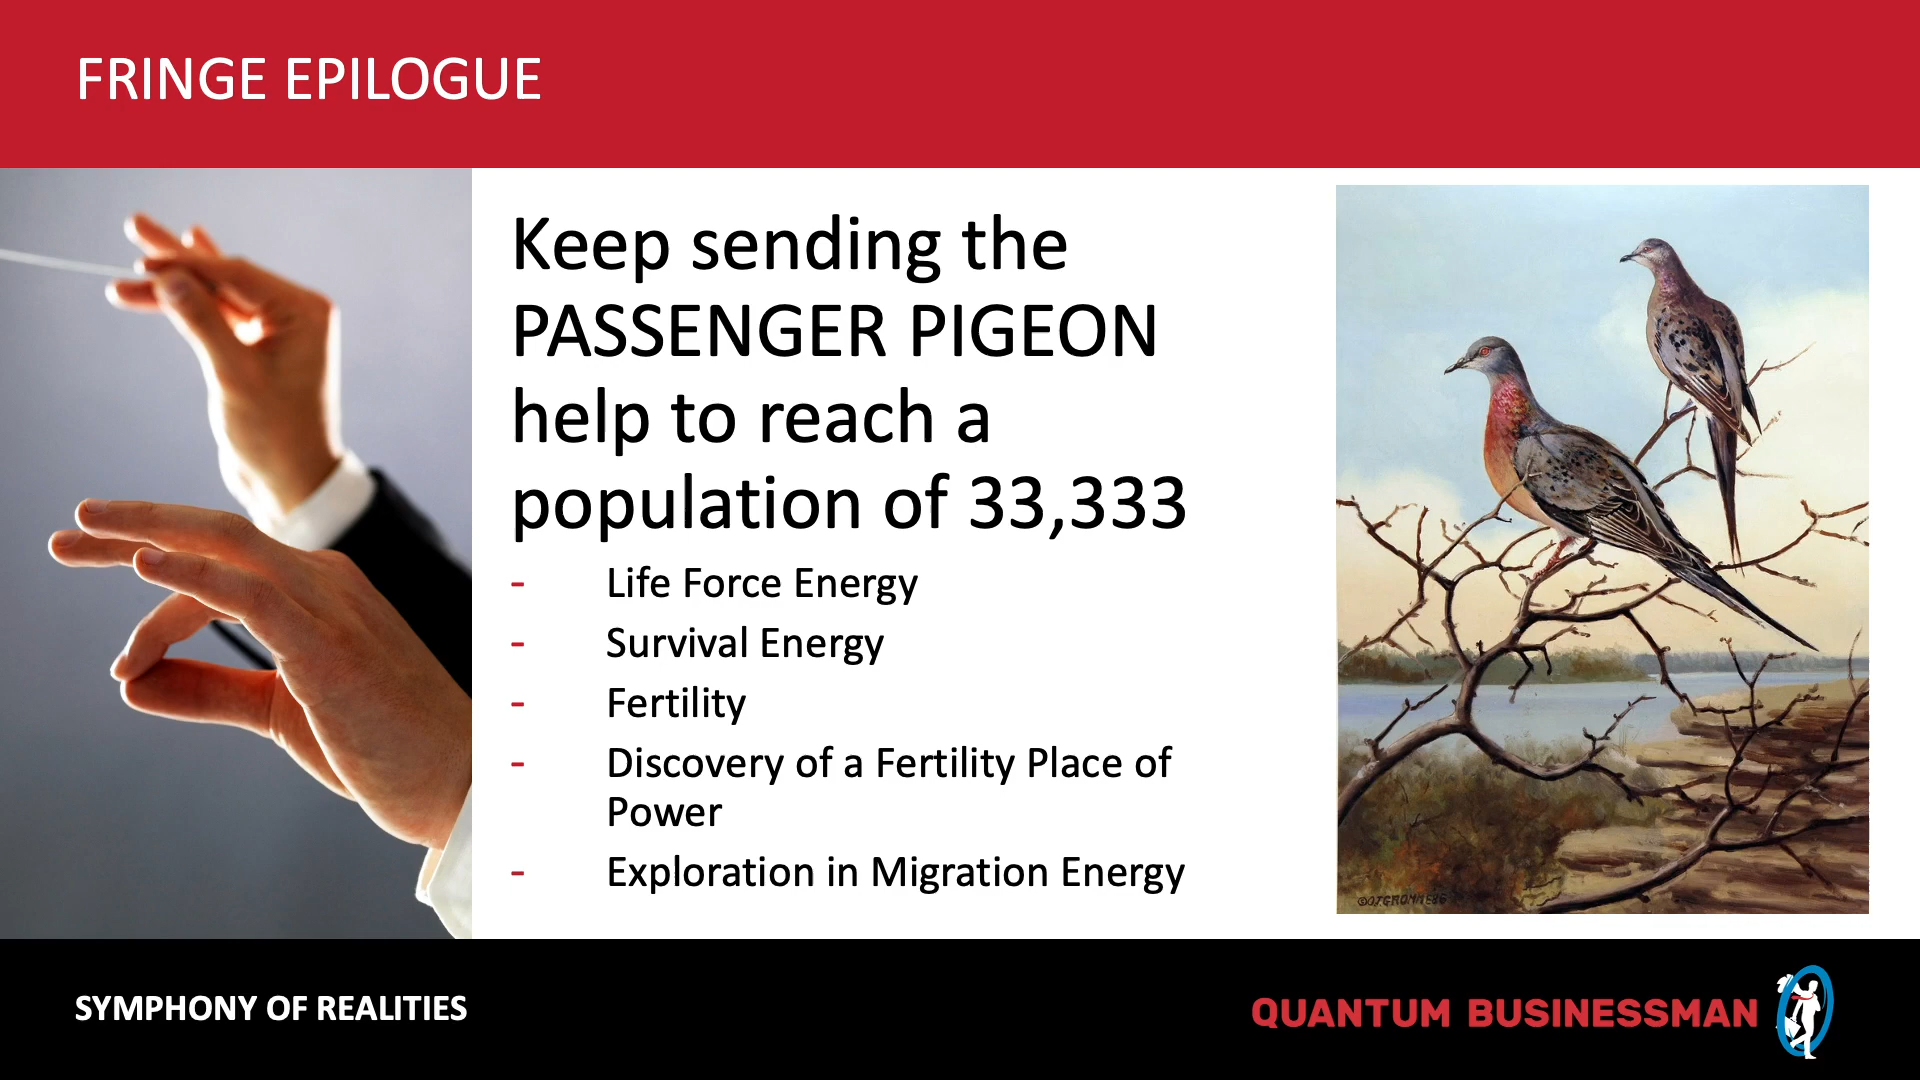 FRINGE EPILOGUE
Keep sending the
PASSENGER PIGEON
help to reach a
population of 33,333
- Life Force Energy
- Survival Energy
- Fertility
- Discovery of a Fertility Place of
Power
- Exploration in Migration Energy
SYMPHONY OF REALITIES
QUANTUM BUSINESSMAN